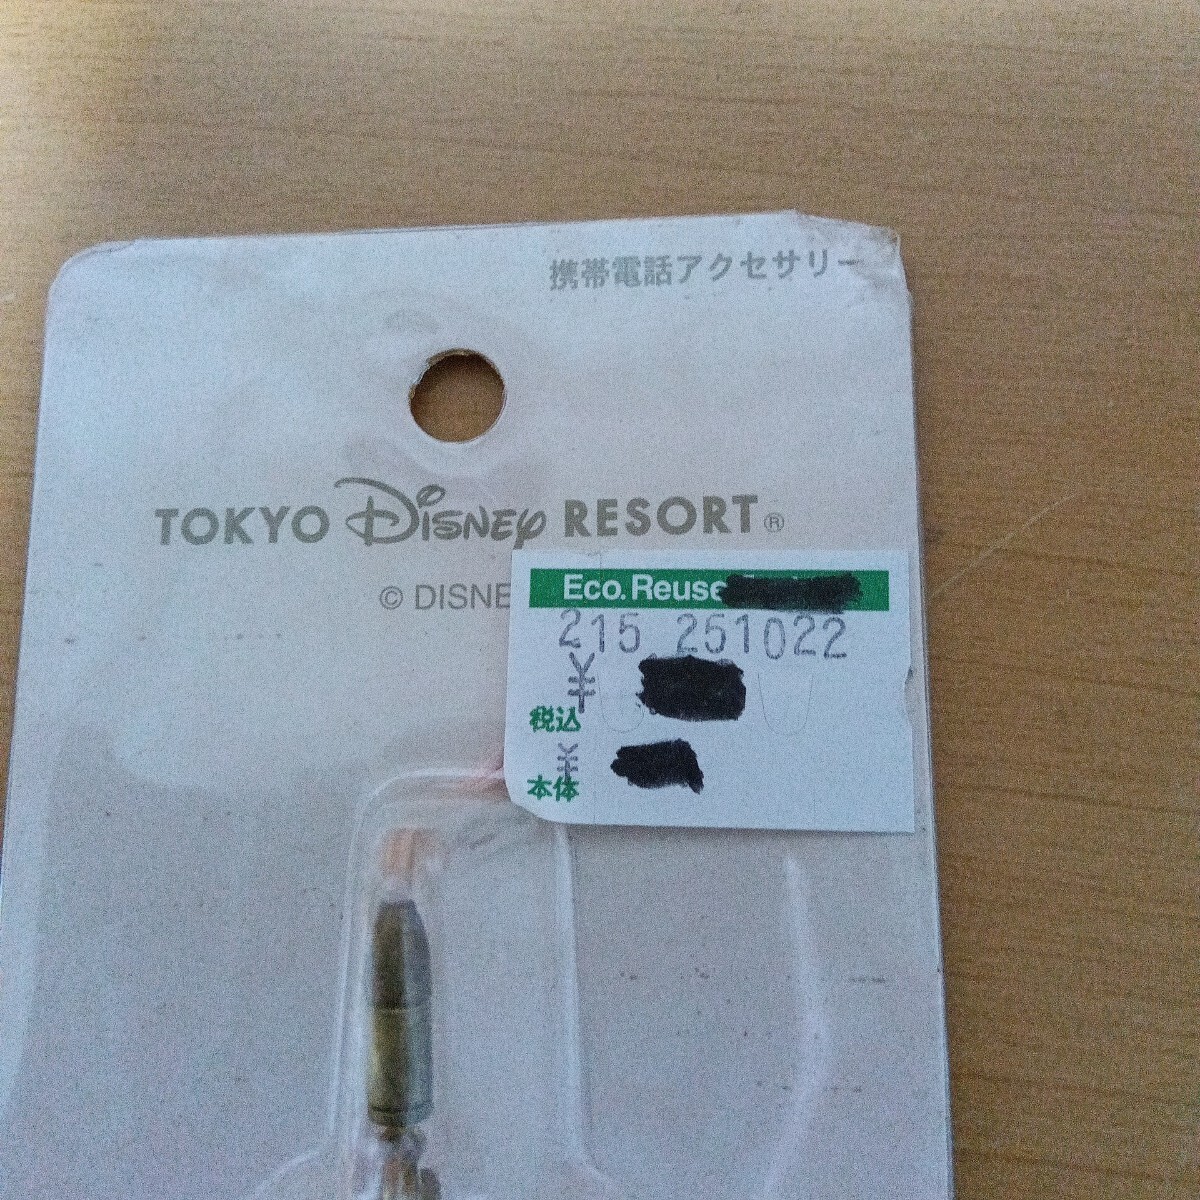 携帯電話アクセサリー
TOKYO Disney RESORT®
© DISNE
Eco.Reuse
215 251022
¥
税込
¥
本体